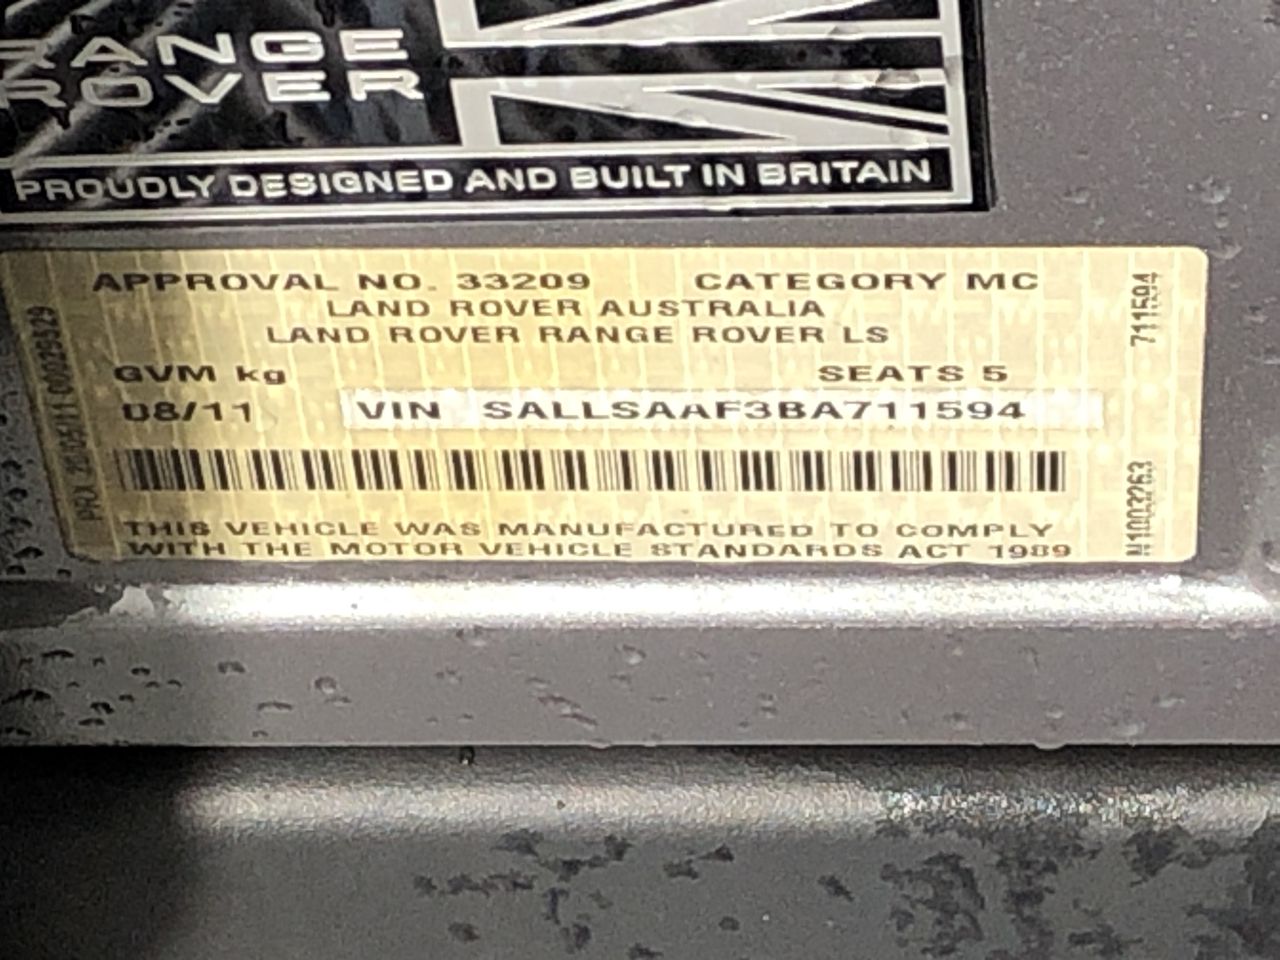 RANGE
ROVER
PROUDLY DESIGNED AND BUILT IN BRITAIN
APPROVAL NO. 33209 CATEGORY MC
LAND ROVER AUSTRALIA
LAND ROVER RANGE ROVER LS
GVM kg SEATS 5
08/11 VIN SALLSAAF3BA711594
THIS VEHICLE WAS MANUFACTURED TO COMPLY
WITH THE MOTOR VEHICLE STANDARDS ACT 1989
711594
N1003263